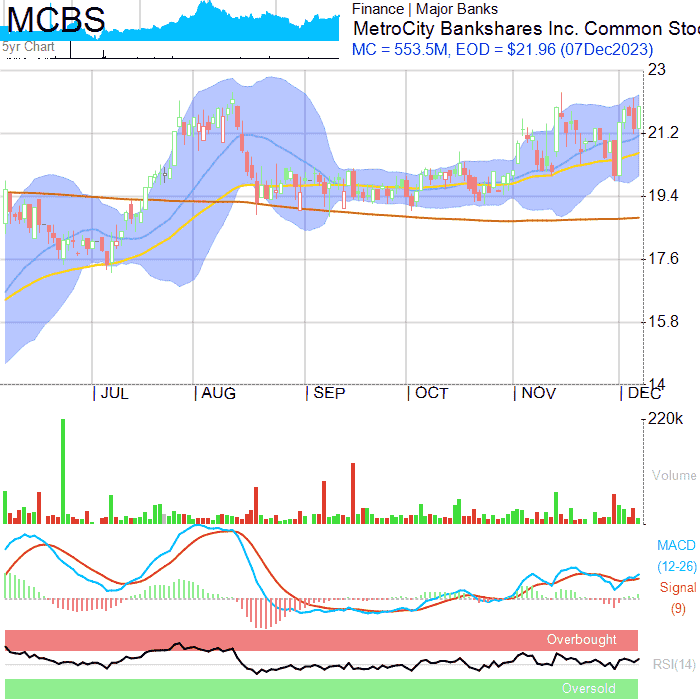 MCBS
5yr Chart
Finance | Major Banks
MetroCity Bankshares Inc. Common Stoc
MC = 553.5M, EOD = $21.96 (07Dec2023)
23
21.2
19.4
17.6
15.8
14
JUL AUG SEP OCT NOV DEC
220k
Volume
MACD
(12-26)
Signal
(9)
Overbought
RSI(14)
Oversold